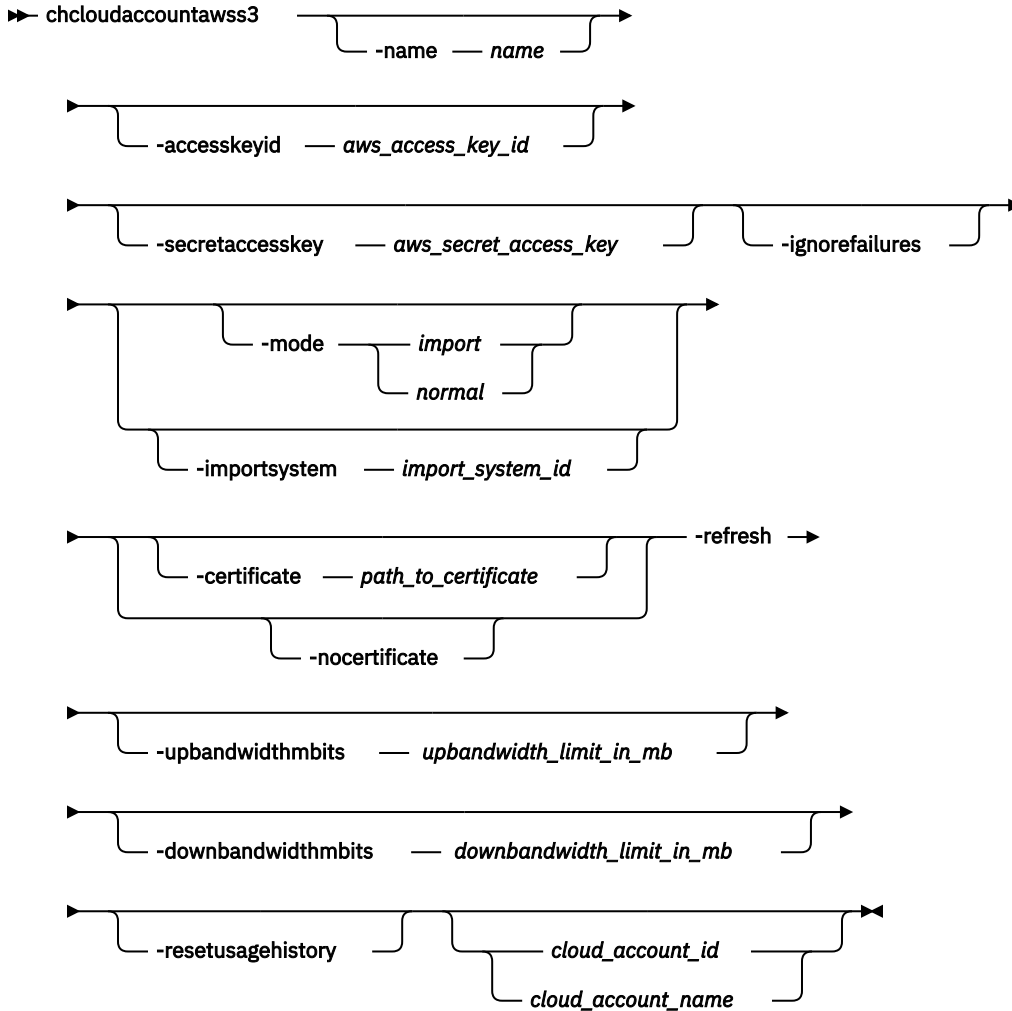 chcloudaccountawss3
-name name
-accesskeyid aws_access_key_id
-secretaccesskey aws_secret_access_key -ignorefailures
-mode import
normal
-importsystem import_system_id
-refresh
-certificate path_to_certificate
-nocertificate
-upbandwidthmbits upbandwidth_limit_in_mb
-downbandwidthmbits downbandwidth_limit_in_mb
-resetusagehistory cloud_account_id
cloud_account_name